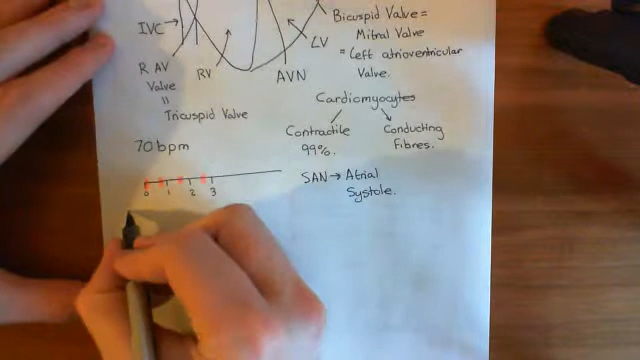 IVC
R AV
Valve
=
Tricuspid Valve
RV
AVN
LV
Bicuspid Valve =
Mitral Valve
= Left atrioventricular
Valve.
Cardiomyocytes
Contractile
99%.
Conducting
Fibres.
70 bpm
0 1 2 3
SAN → Atrial
Systole.